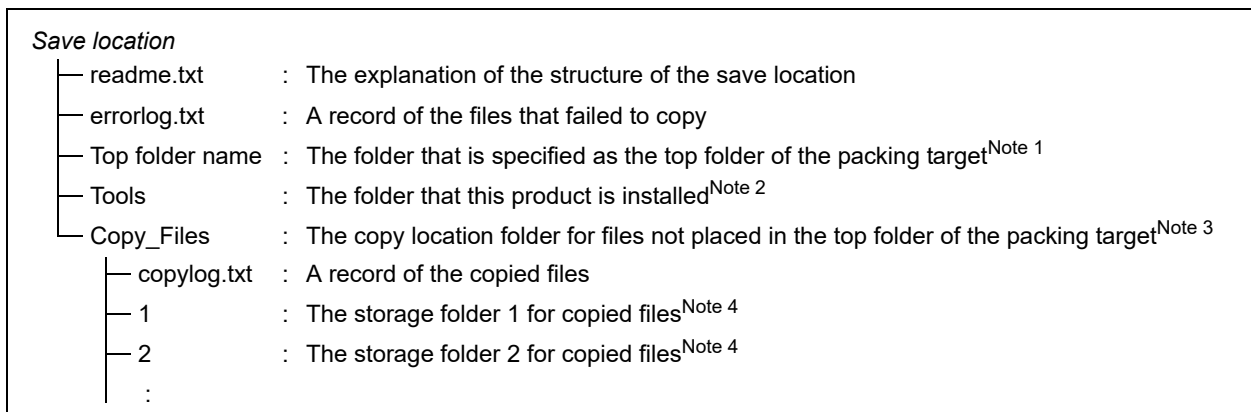 Save location
readme.txt : The explanation of the structure of the save location
errorlog.txt : A record of the files that failed to copy
Top folder name : The folder that is specified as the top folder of the packing targetNote 1
Tools : The folder that this product is installedNote 2
Copy_Files : The copy location folder for files not placed in the top folder of the packing targetNote 3
copylog.txt : A record of the copied files
1 : The storage folder 1 for copied filesNote 4
2 : The storage folder 2 for copied filesNote 4
: